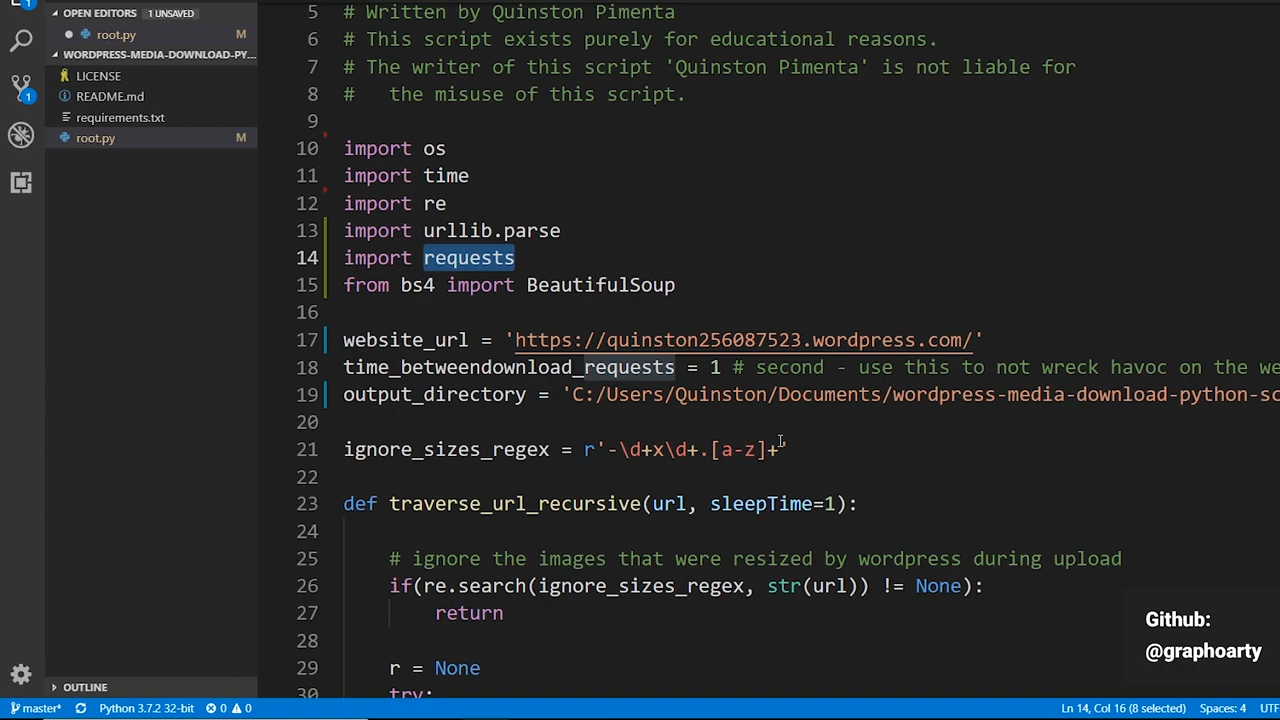 OPEN EDITORS 1 UNSAVED
root.py M
WORDPRESS-MEDIA-DOWNLOAD-PY...
LICENSE
README.md
requirements.txt
root.py M
OUTLINE
5 # Written by Quinston Pimenta
6 # This script exists purely for educational reasons.
7 # The writer of this script 'Quinston Pimenta' is not liable for
8 #   the misuse of this script.
9
10 import os
11 import time
12 import re
13 import urllib.parse
14 import requests
15 from bs4 import BeautifulSoup
16
17 website_url = 'https://quinston256087523.wordpress.com/'
18 time_betweendownload_requests = 1 # second - use this to not wreck havoc on the we
19 output_directory = 'C:/Users/Quinston/Documents/wordpress-media-download-python-sc
20
21 ignore_sizes_regex = r'-\d+x\d+.[a-z]+'
22
23 def traverse_url_recursive(url, sleepTime=1):
24
25     # ignore the images that were resized by wordpress during upload
26     if(re.search(ignore_sizes_regex, str(url)) != None):
27         return
28
29     r = None
30     try:
Github:
@graphoarty
1
1
master* Python 3.7.2 32-bit 0 0 Ln 14, Col 16 (8 selected) Spaces: 4 UTF